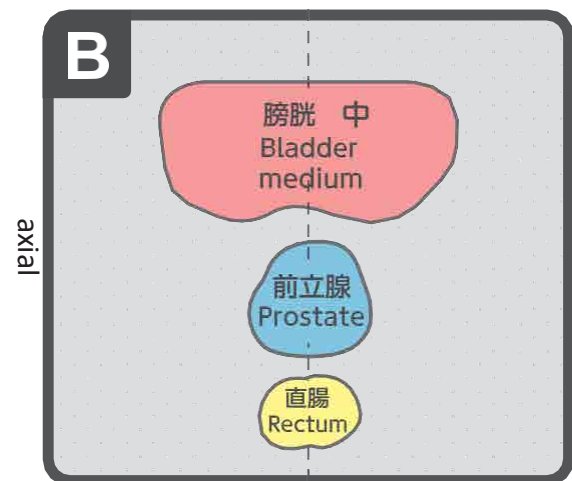 B
膀胱 中
Bladder
medium
axial
前立腺
Prostate
直腸
Rectum